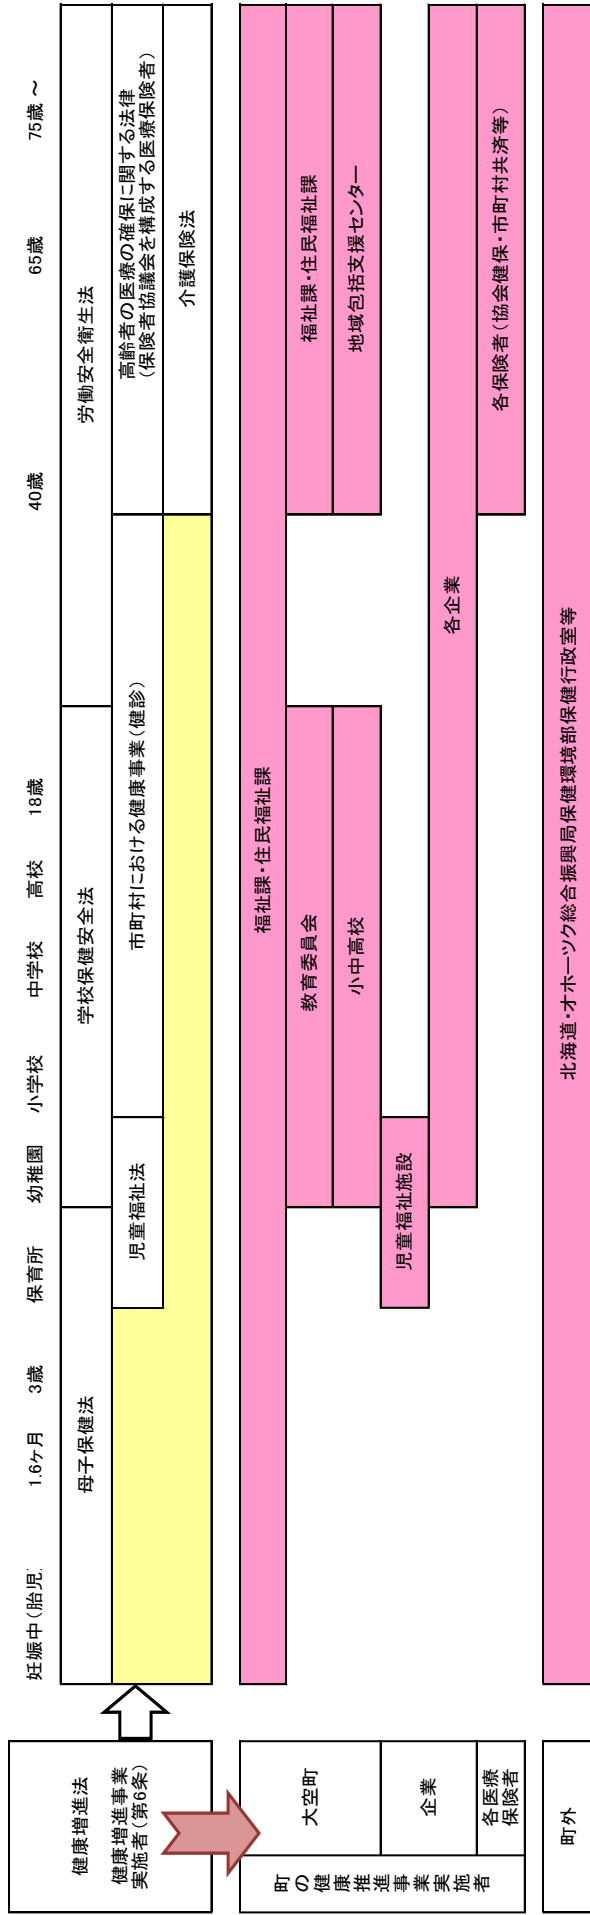 妊娠中(胎児
1.6ヶ月
3歳
保育所
幼稚園
小学校
中学校
高校
18歳
40歳
65歳
75歳 ～
健康増進法
健康増進事業
実施者(第6条)
母子保健法
学校保健安全法
労働安全衛生法
児童福祉法
市町村における健康事業(健診)
高齢者の医療の確保に関する法律
(保険者協議会を構成する医療保険者)
介護保険法
町の健康推進事業実施者
大空町
福祉課・住民福祉課
教育委員会
福祉課・住民福祉課
小中高校
地域包括支援センター
児童福祉施設
企業
各企業
各医療
保険者
各保険者(協会健保・市町村共済等)
町外
北海道・オホーツク総合振興局保健環境部保健行政室等